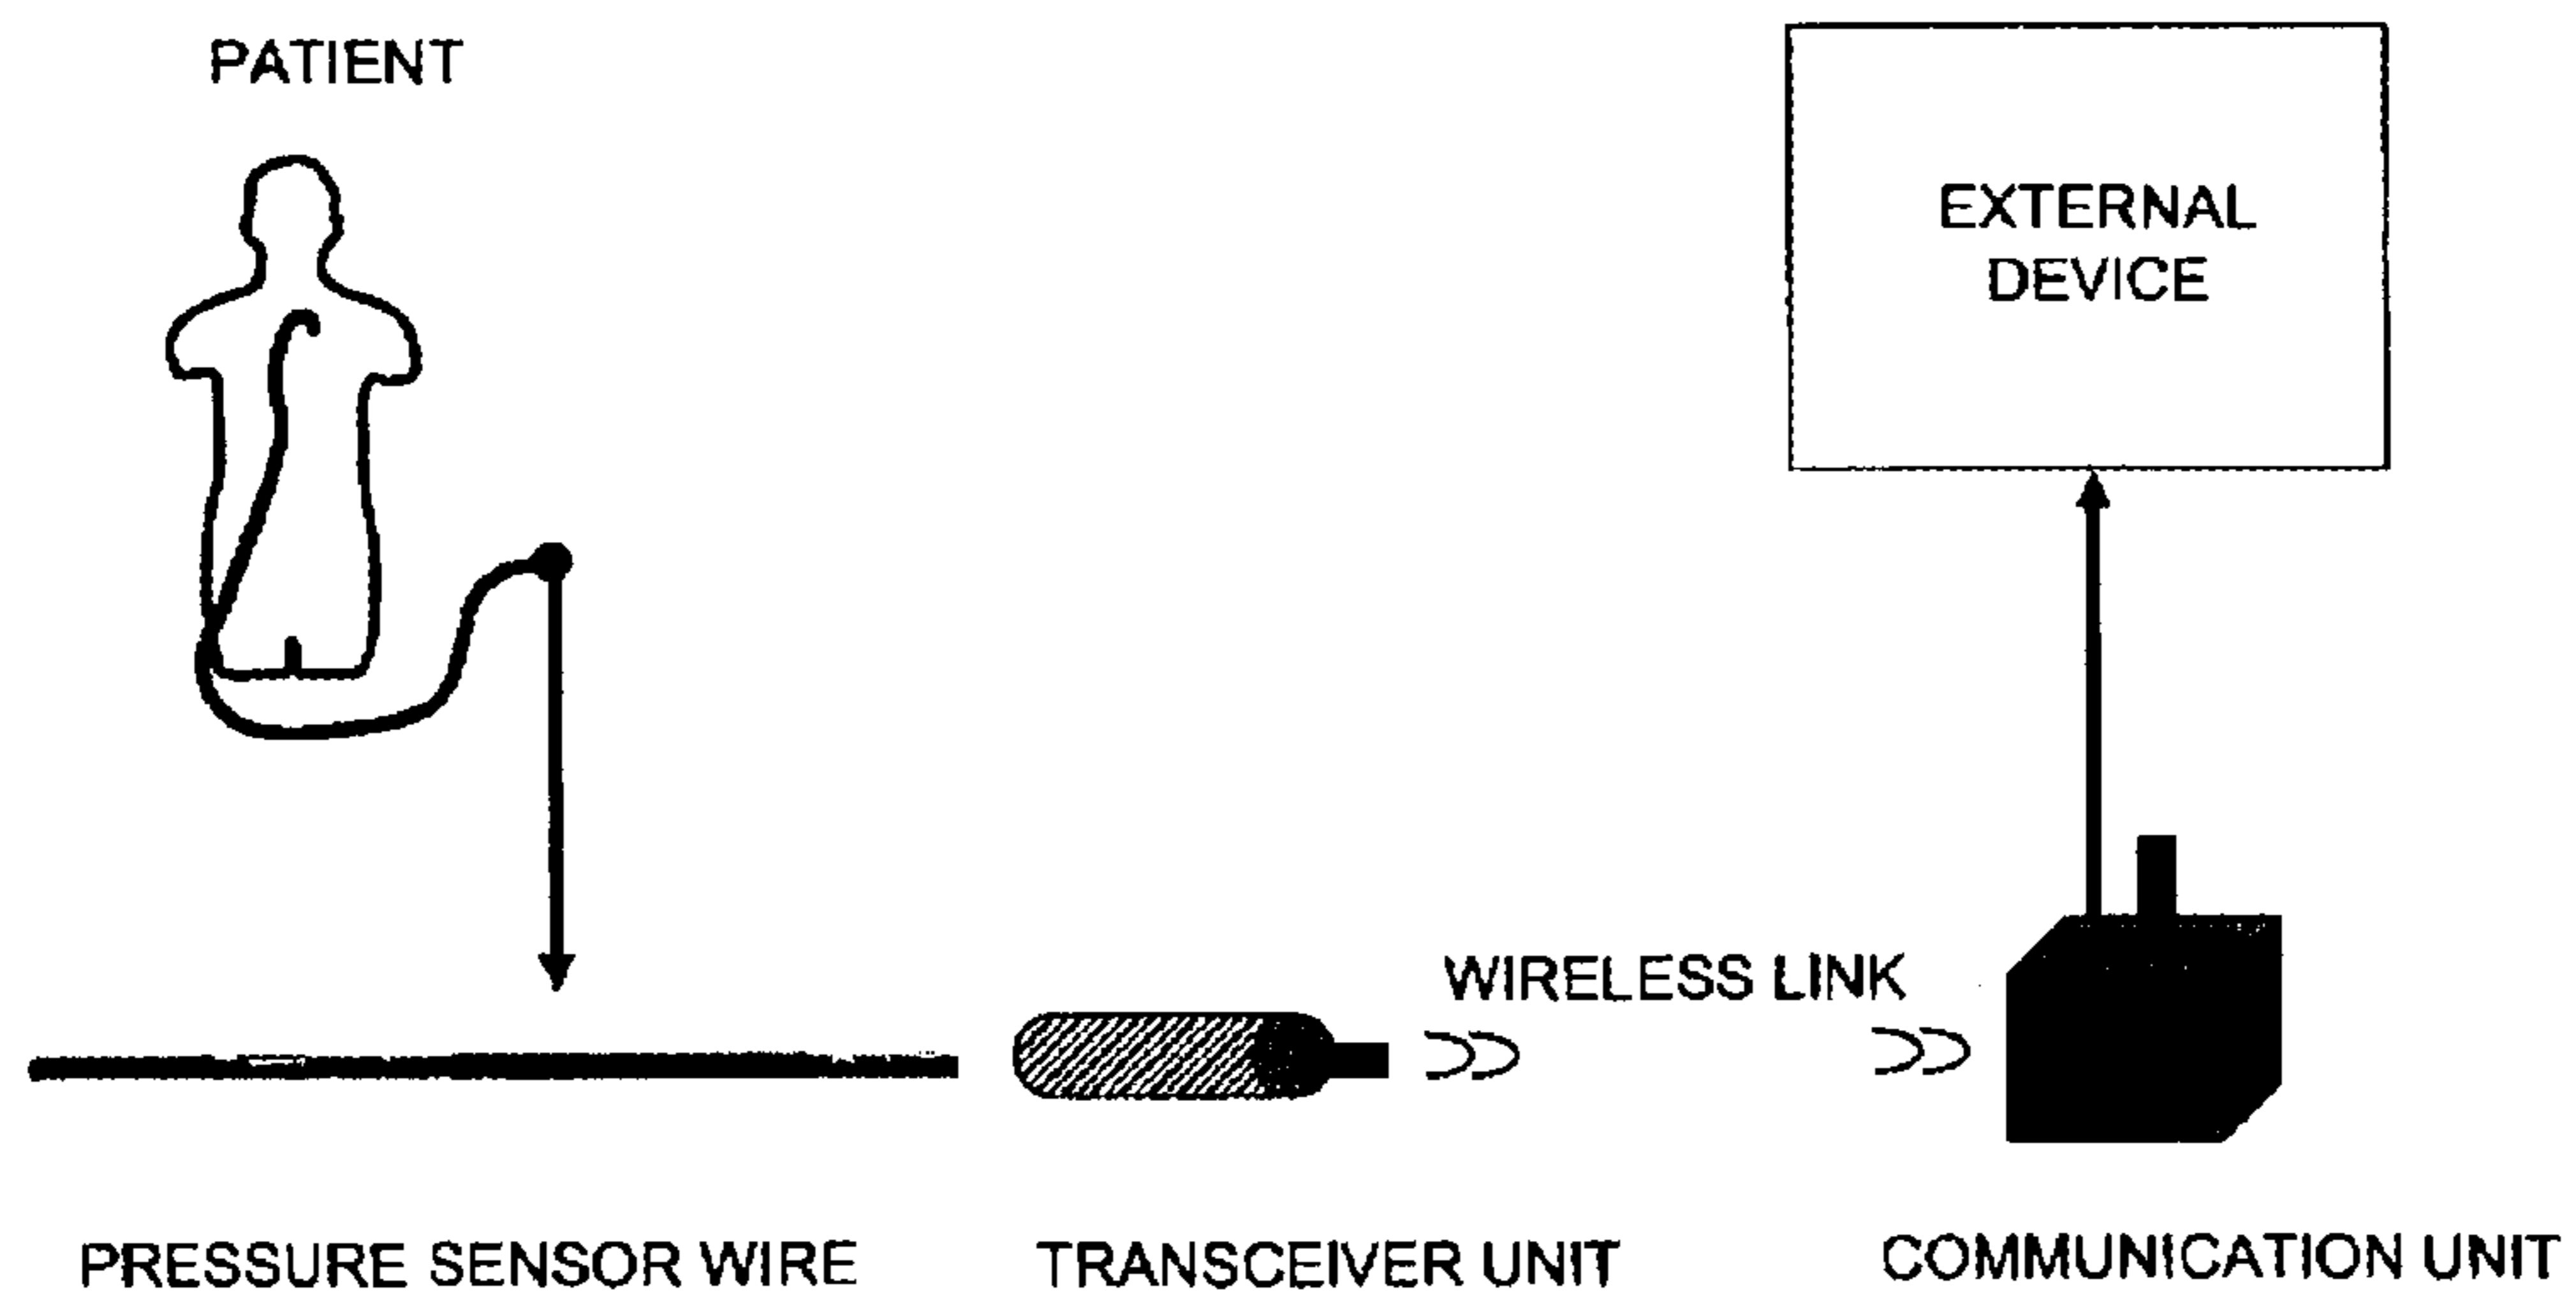 PATIENT
EXTERNAL
DEVICE
WIRELESS LINK
PRESSURE SENSOR WIRE
TRANSCEIVER UNIT
COMMUNICATION UNIT